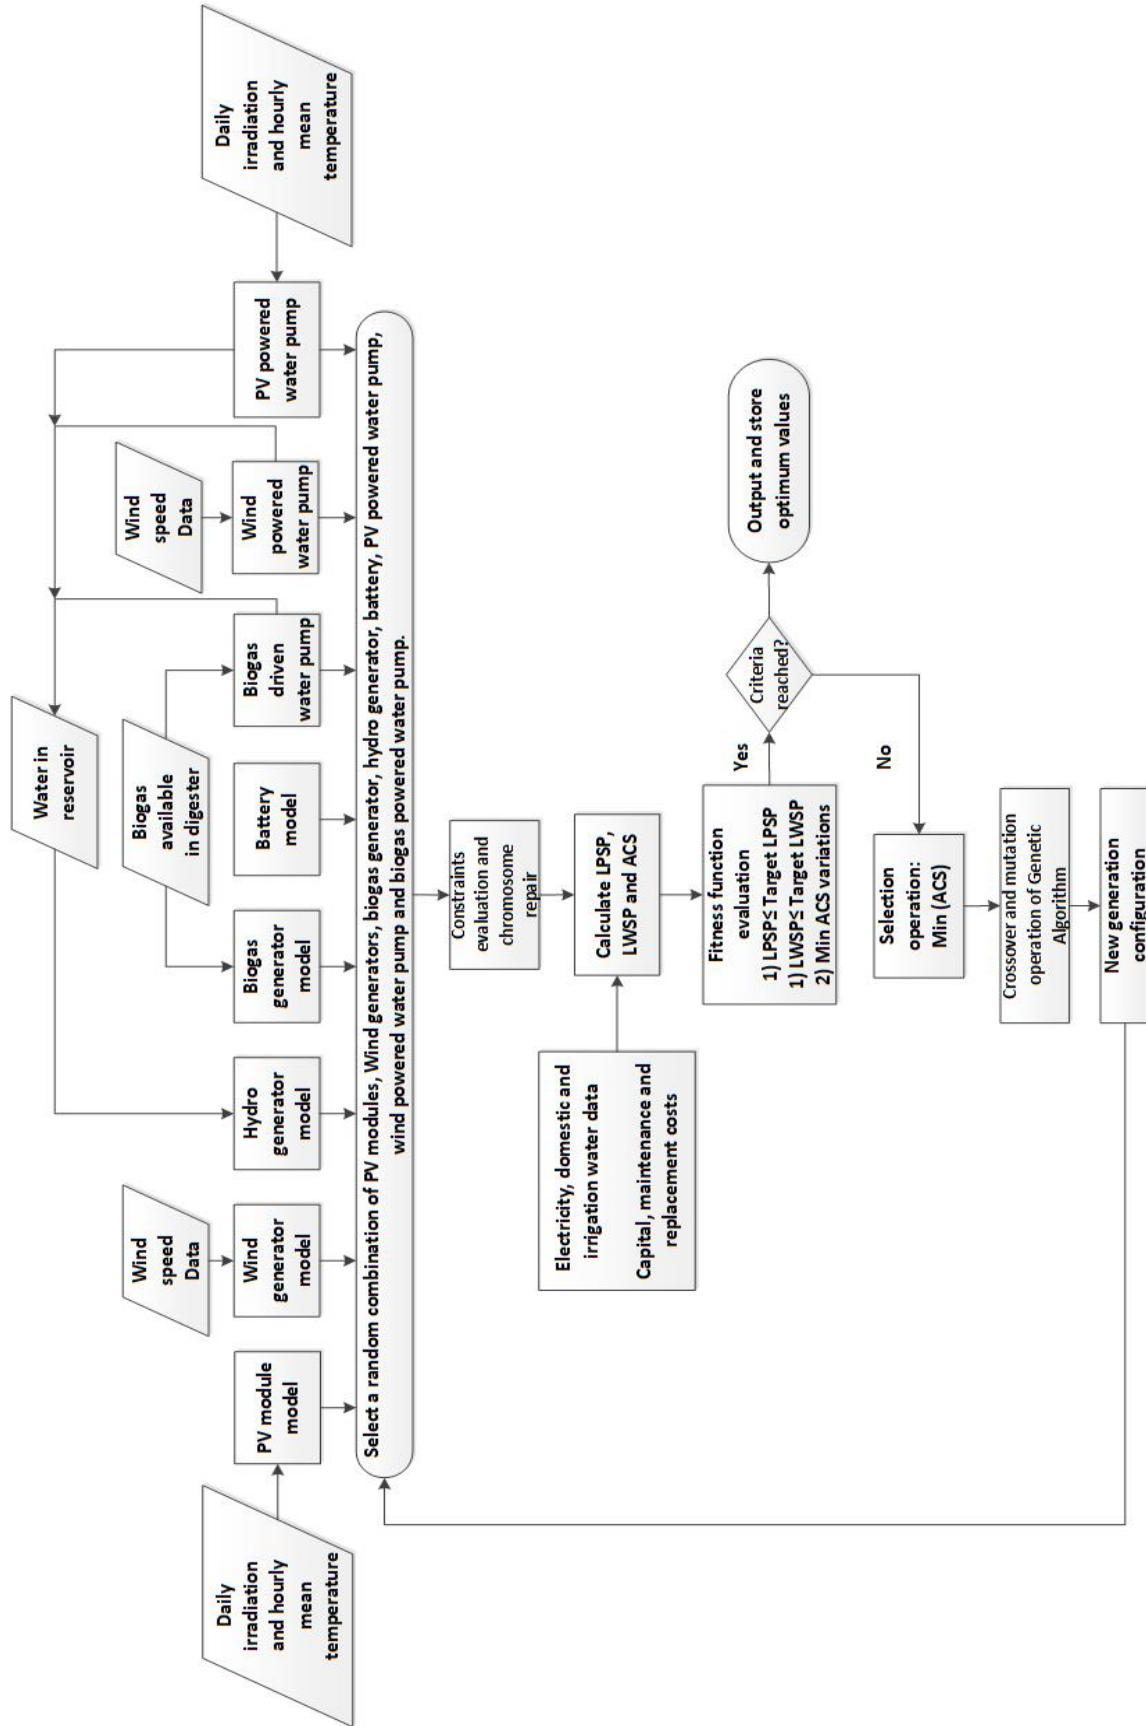 Daily
irradiation
and hourly
mean
temperature
PV module
model
Wind
speed
Data
Wind
generator
model
Hydro
generator
model
Water in
reservoir
Biogas
available
in digester
Biogas
generator
model
Battery
model
Biogas
driven
water pump
Wind
speed
Data
Wind
powered
water pump
PV powered
water pump
Daily
irradiation
and hourly
mean
temperature
Select a random combination of PV modules, Wind generators, biogas generator, hydro generator, battery, PV powered water pump,
wind powered water pump and biogas powered water pump.
Constraints
evaluation and
chromosome
repair
Electricity, domestic and
irrigation water data
Capital, maintenance and
replacement costs
Calculate LPSP,
LWSP and ACS
Fitness function
evaluation
1) LPSP≤ Target LPSP
1) LWSP≤ Target LWSP
2) Min ACS variations
Yes
Criteria
reached?
Output and store
optimum values
No
Selection
operation:
Min (ACS)
Crossover and mutation
operation of Genetic
Algorithm
New generation
configuration